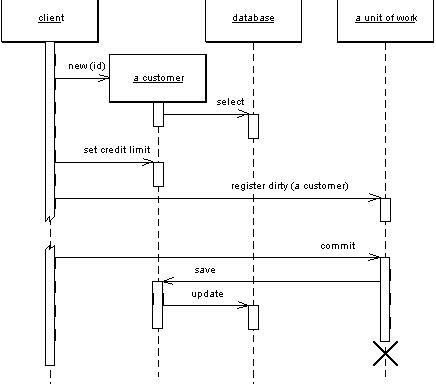 client
database
a unit of work
new (id)
a customer
select
set credit limit
register dirty (a customer)
commit
save
update